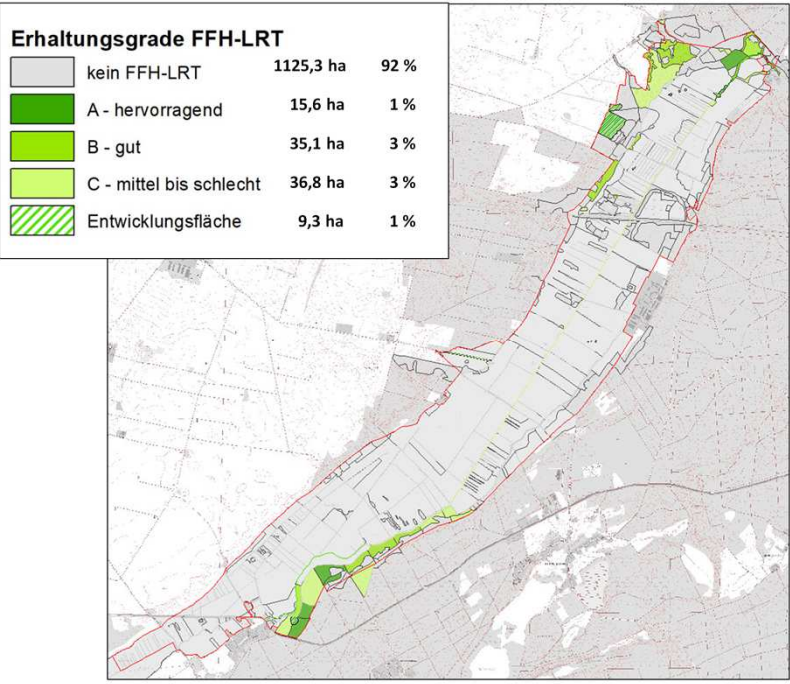 Erhaltungsgrade FFH-LRT
kein FFH-LRT 1125,3 ha 92 %
A - hervorragend 15,6 ha 1 %
B - gut 35,1 ha 3 %
C - mittel bis schlecht 36,8 ha 3 %
Entwicklungsfläche 9,3 ha 1 %